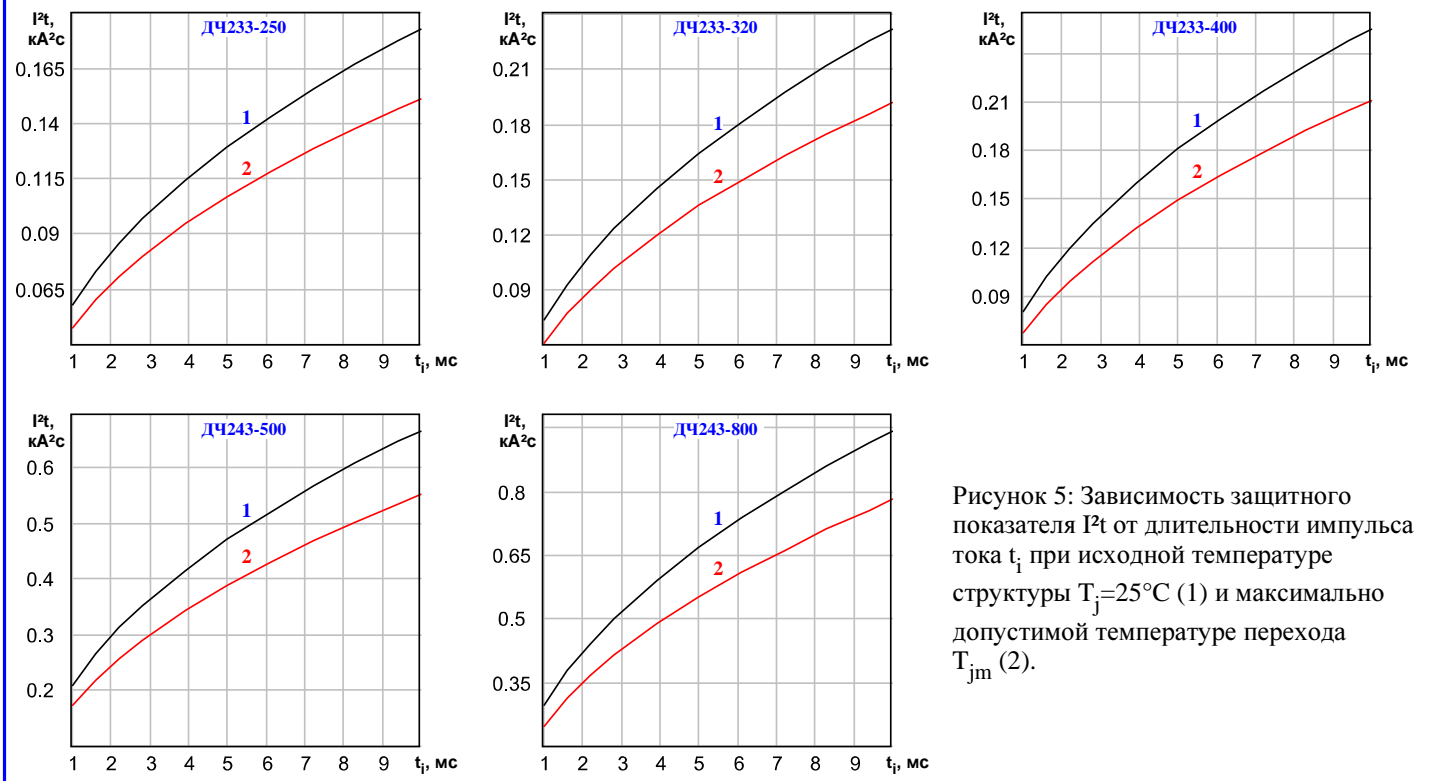 I²t,
кА²с
ДЧ233-250
0.165
0.14
0.115
0.09
0.065
1
2
1 2 3 4 5 6 7 8 9 tᵢ, мс
I²t,
кА²с
ДЧ233-320
0.21
0.18
0.15
0.12
0.09
1
2
1 2 3 4 5 6 7 8 9 tᵢ, мс
I²t,
кА²с
ДЧ233-400
0.21
0.18
0.15
0.12
0.09
1
2
1 2 3 4 5 6 7 8 9 tᵢ, мс
I²t,
кА²с
ДЧ243-500
0.6
0.5
0.4
0.3
0.2
1
2
1 2 3 4 5 6 7 8 9 tᵢ, мс
I²t,
кА²с
ДЧ243-800
0.8
0.65
0.5
0.35
1
2
1 2 3 4 5 6 7 8 9 tᵢ, мс
Рисунок 5: Зависимость защитного
показателя I²t от длительности импульса
тока tᵢ при исходной температуре
структуры Tⱼ=25°C (1) и максимально
допустимой температуре перехода
Tjm (2).